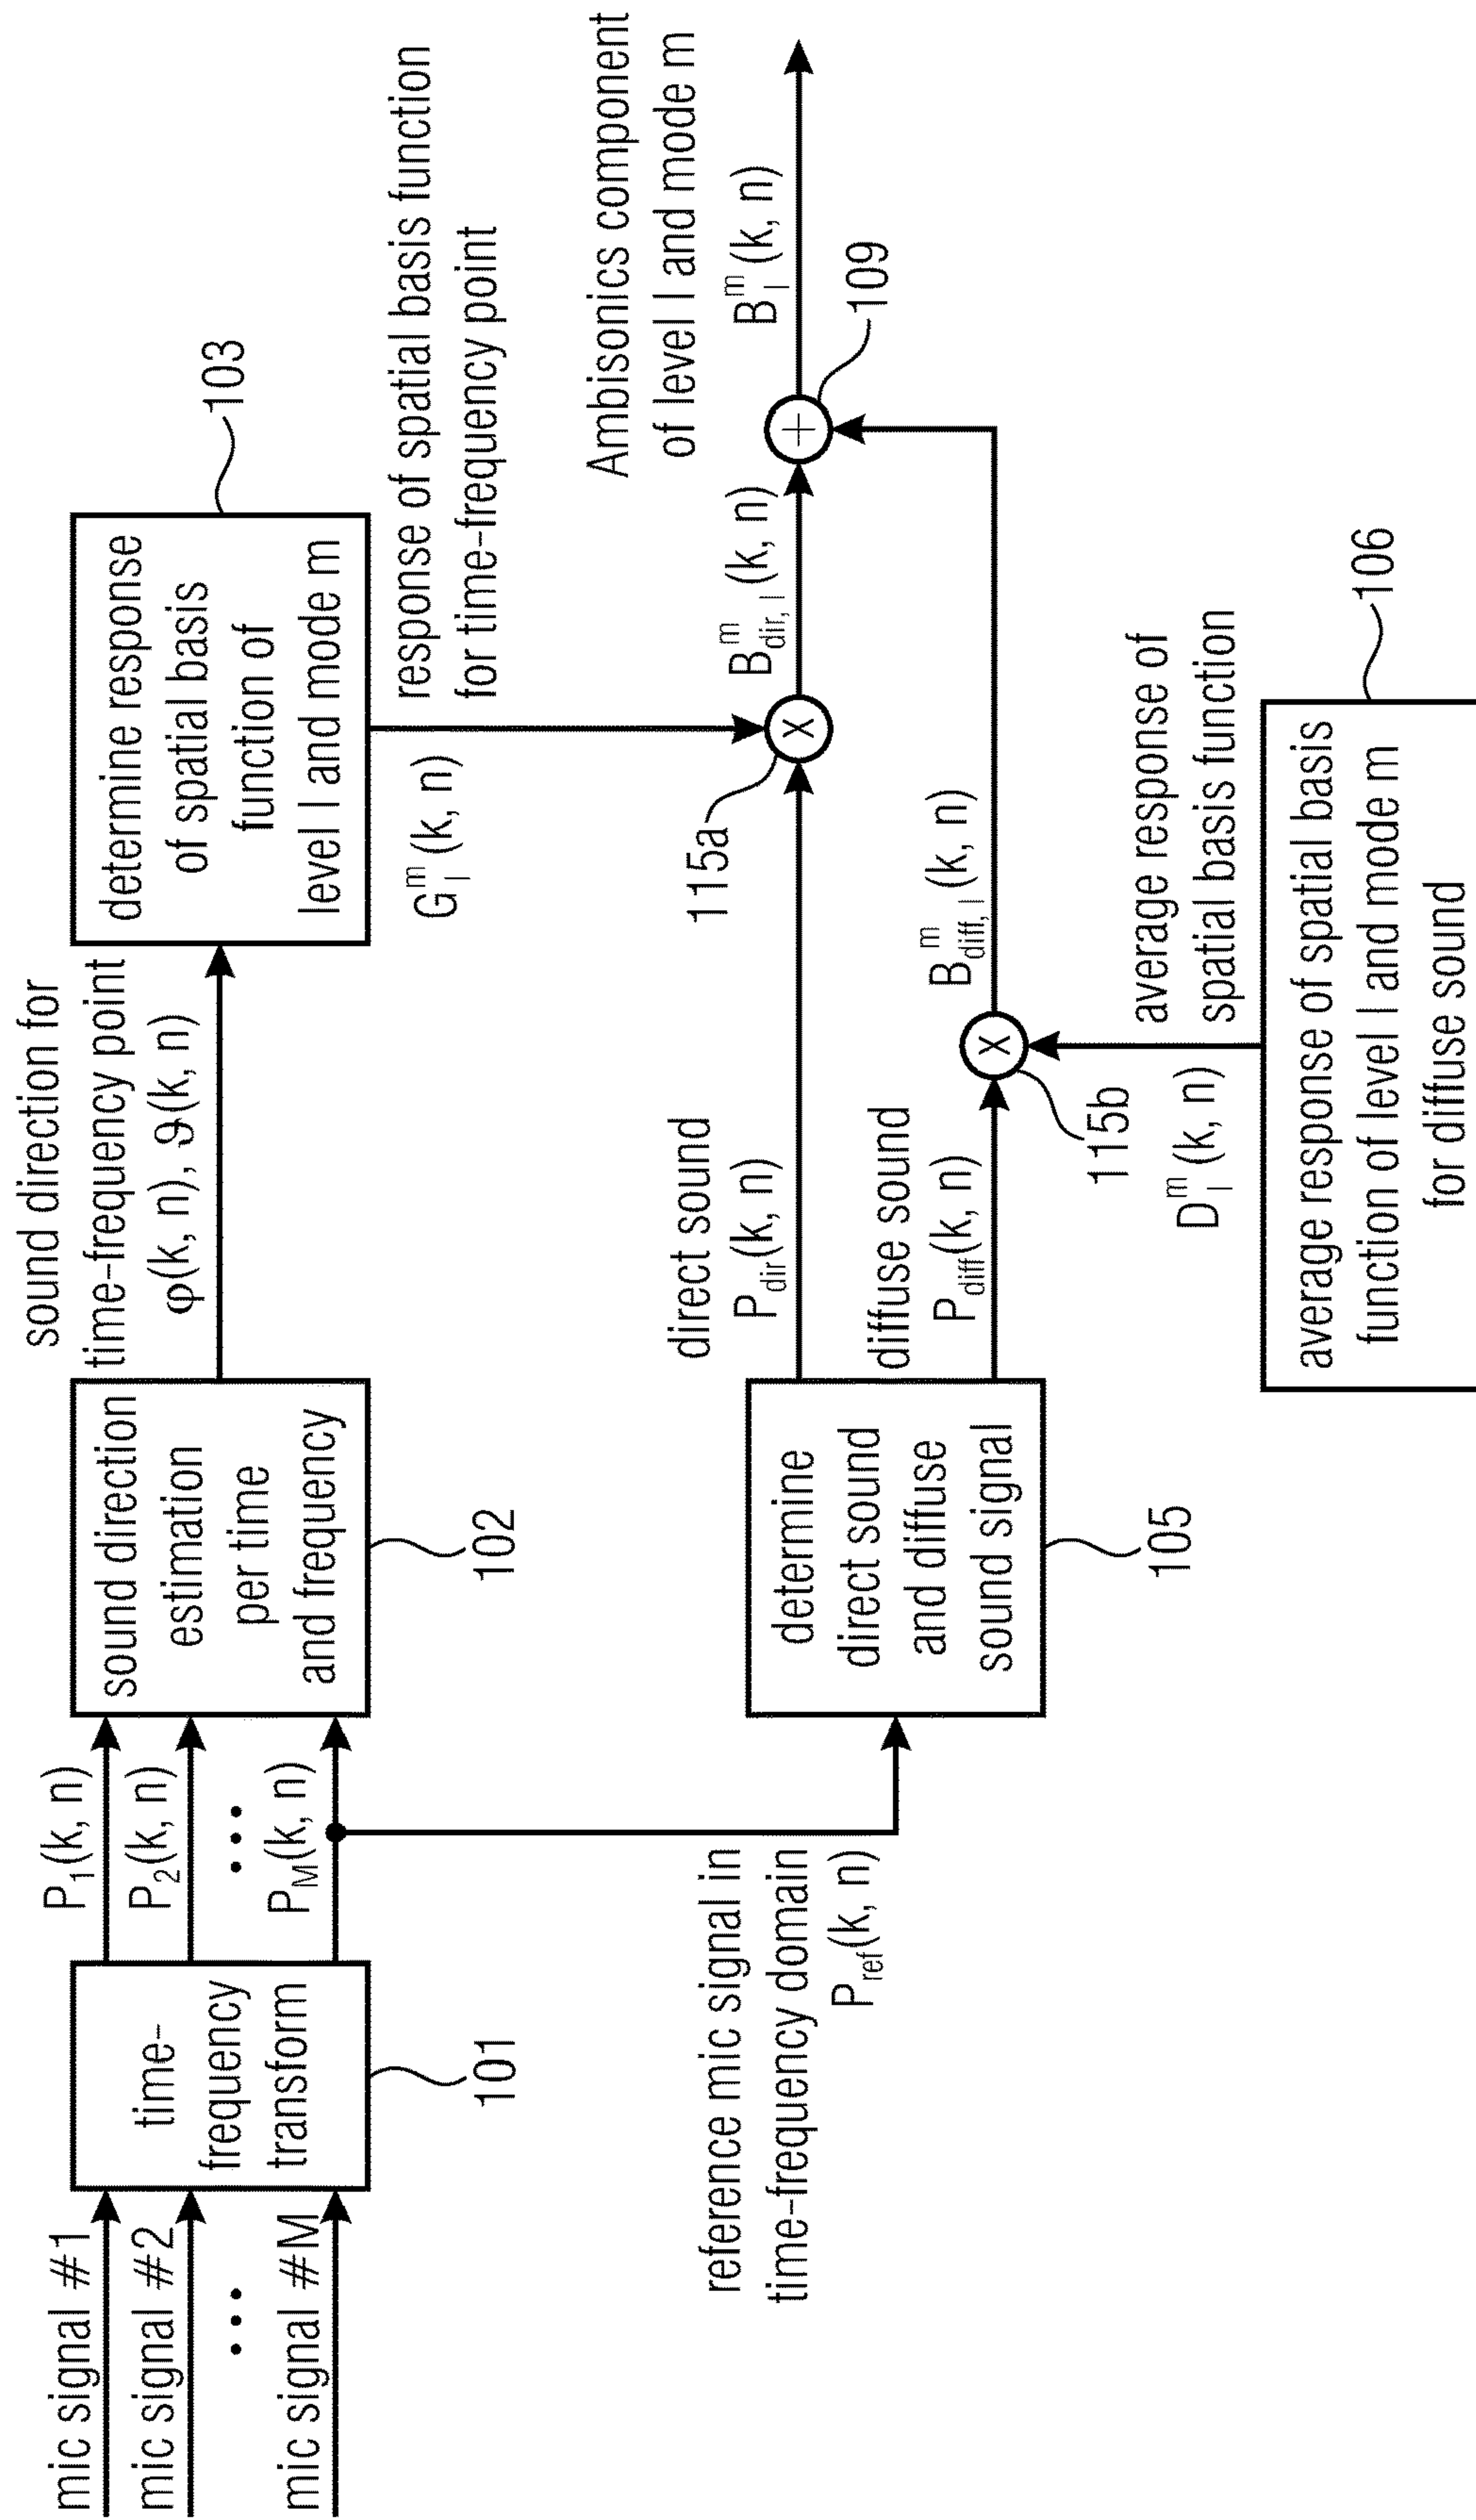 mic signal #1
mic signal #2
...
mic signal #M
time-
frequency
transform
101
P1(k, n)
P2(k, n)
...
PM(k, n)
reference mic signal in
time-frequency domain
Pref(k, n)
sound direction
estimation
per time
and frequency
102
sound direction for
time-frequency point
φ(k, n), ϑ(k, n)
determine response
of spatial basis
function of
level l and mode m
103
G_l^m (k, n)
response of spatial basis function
for time-frequency point
determine
direct sound
and diffuse
sound signal
105
direct sound
Pdir(k, n)
diffuse sound
Pdiff(k, n)
115a
×
B_dir, l^m (k, n)
115b
×
B_diff, l^m (k, n)
D_l^m (k, n)
average response of
spatial basis function
average response of spatial basis
function of level l and mode m
for diffuse sound
106
+
109
Ambisonics component
of level l and mode m
B_l^m (k, n)